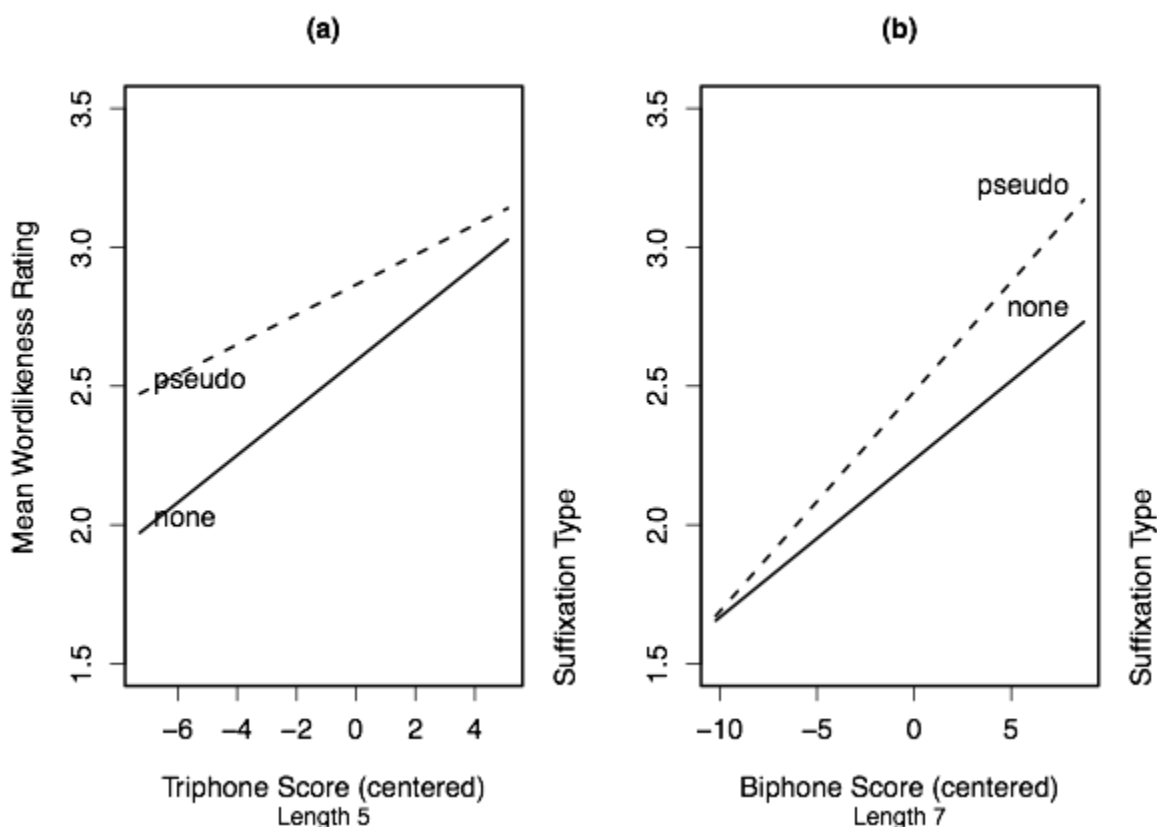 (a)
Mean Wordlikeness Rating
3.5
3.0
2.5
2.0
1.5
pseudo
none
−6 −4 −2 0 2 4
Triphone Score (centered)
Length 5
Suffixation Type
(b)
3.5
3.0
2.5
2.0
1.5
pseudo
none
−10 −5 0 5
Biphone Score (centered)
Length 7
Suffixation Type